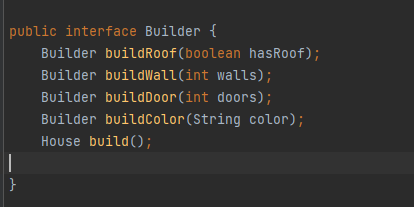 public interface Builder {
    Builder buildRoof(boolean hasRoof);
    Builder buildWall(int walls);
    Builder buildDoor(int doors);
    Builder buildColor(String color);
    House build();
}